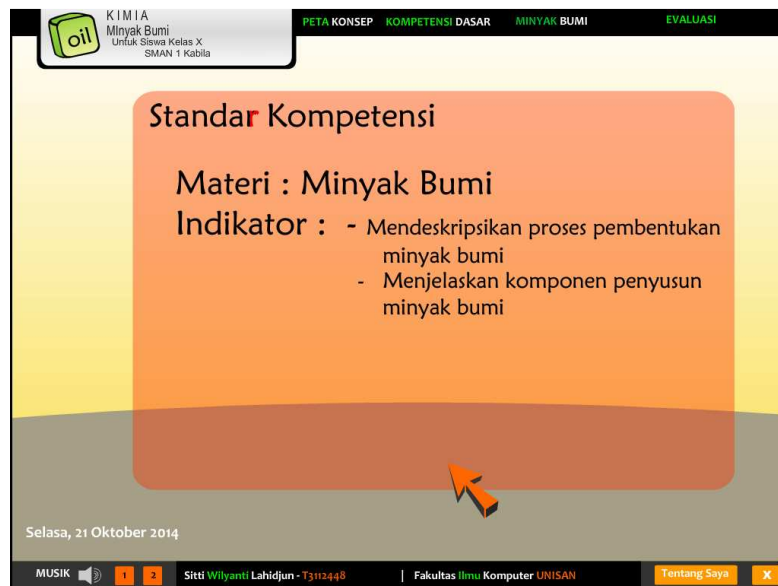 oil
KIMIA
MInyak Bumi
Untuk Siswa Kelas X
SMAN 1 Kabila
PETA KONSEP KOMPETENSI DASAR MINYAK BUMI EVALUASI
Standar Kompetensi
Materi : Minyak Bumi
Indikator : - Mendeskripsikan proses pembentukan
minyak bumi
- Menjelaskan komponen penyusun
minyak bumi
Selasa, 21 Oktober 2014
MUSIK 1 2 Sitti Wilyanti Lahidjun - T3112448 | Fakultas Ilmu Komputer UNISAN Tentang Saya X